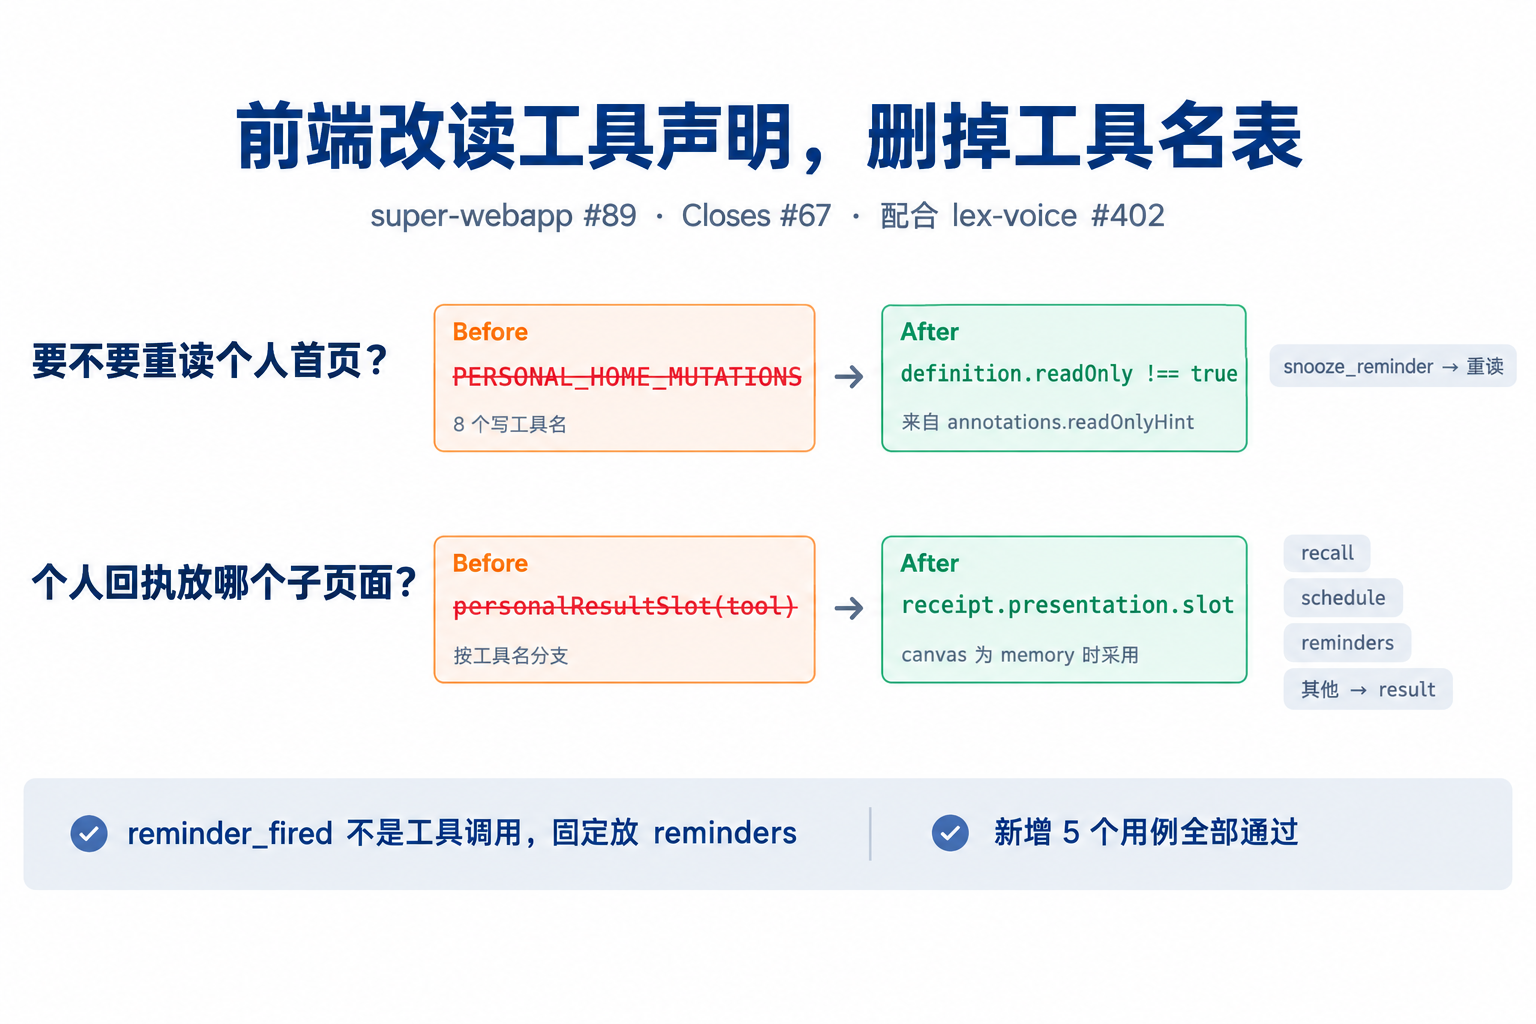 前端改读工具声明，删掉工具名表
super-webapp #89 · Closes #67 · 配合 lex-voice #402
要不要重读个人首页？
Before
PERSONAL_HOME_MUTATIONS
8 个写工具名
→
After
definition.readOnly !== true
来自 annotations.readOnlyHint
snooze_reminder → 重读
个人回执放哪个子页面？
Before
personalResultSlot(tool)
按工具名分支
→
After
receipt.presentation.slot
canvas 为 memory 时采用
recall
schedule
reminders
其他 → result
reminder_fired 不是工具调用，固定放 reminders
新增 5 个用例全部通过